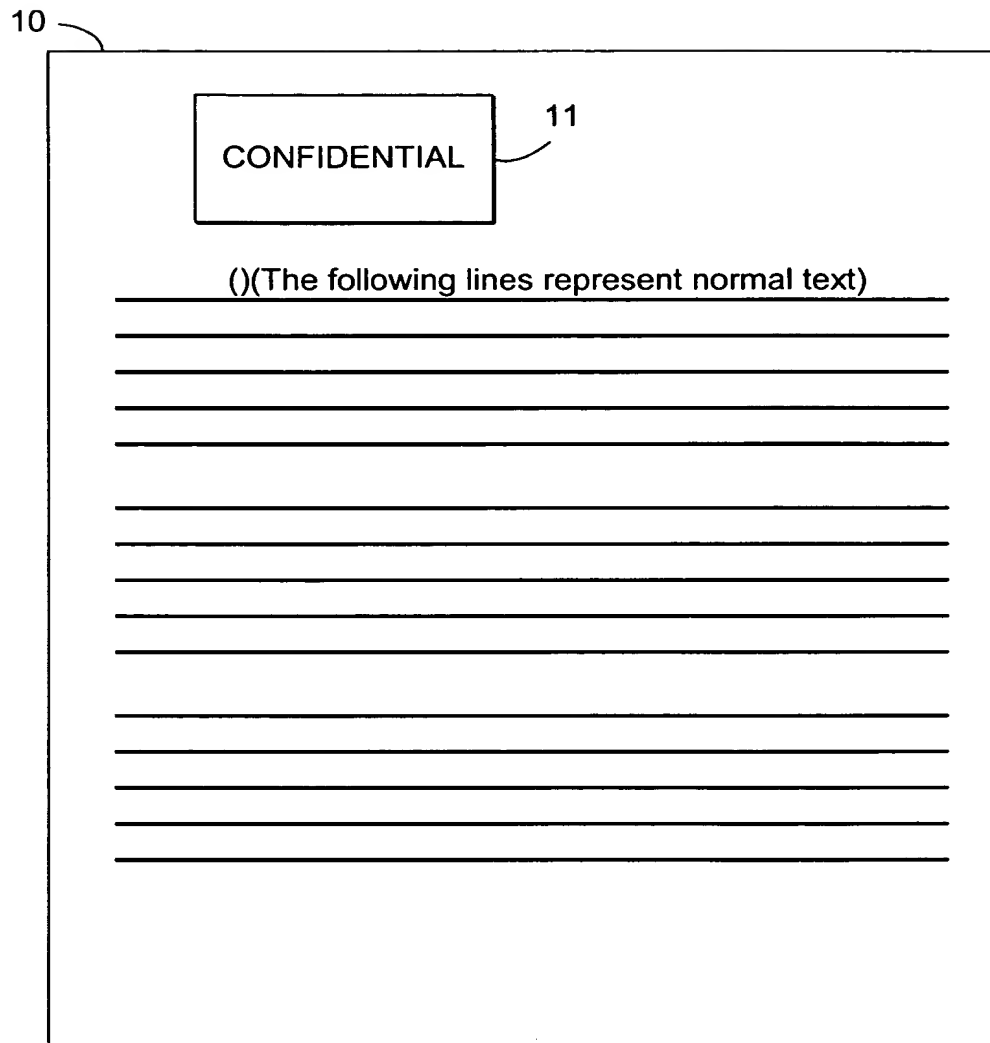 10
11
CONFIDENTIAL
()(The following lines represent normal text)